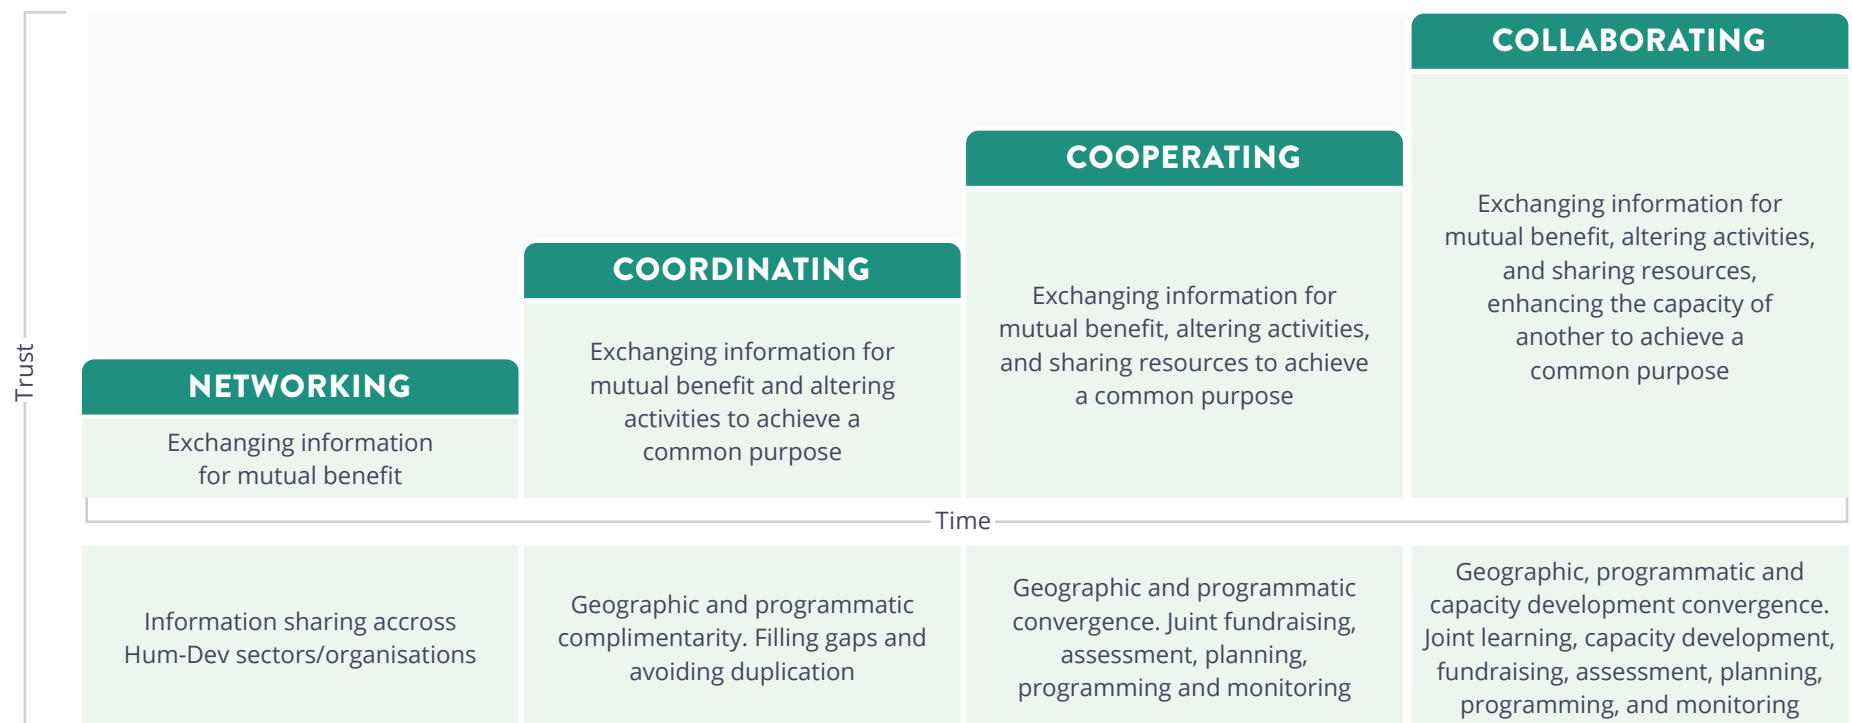 COLLABORATING
Exchanging information for
mutual benefit, altering activities,
and sharing resources,
enhancing the capacity of
another to achieve a
common purpose
COOPERATING
Exchanging information for
mutual benefit, altering activities,
and sharing resources to achieve
a common purpose
COORDINATING
Exchanging information for
mutual benefit and altering
activities to achieve a
common purpose
NETWORKING
Exchanging information
for mutual benefit
Trust
Time
Information sharing accross
Hum-Dev sectors/organisations
Geographic and programmatic
complimentarity. Filling gaps and
avoiding duplication
Geographic and programmatic
convergence. Juint fundraising,
assessment, planning,
programming and monitoring
Geographic, programmatic and
capacity development convergence.
Joint learning, capacity development,
fundraising, assessment, planning,
programming, and monitoring